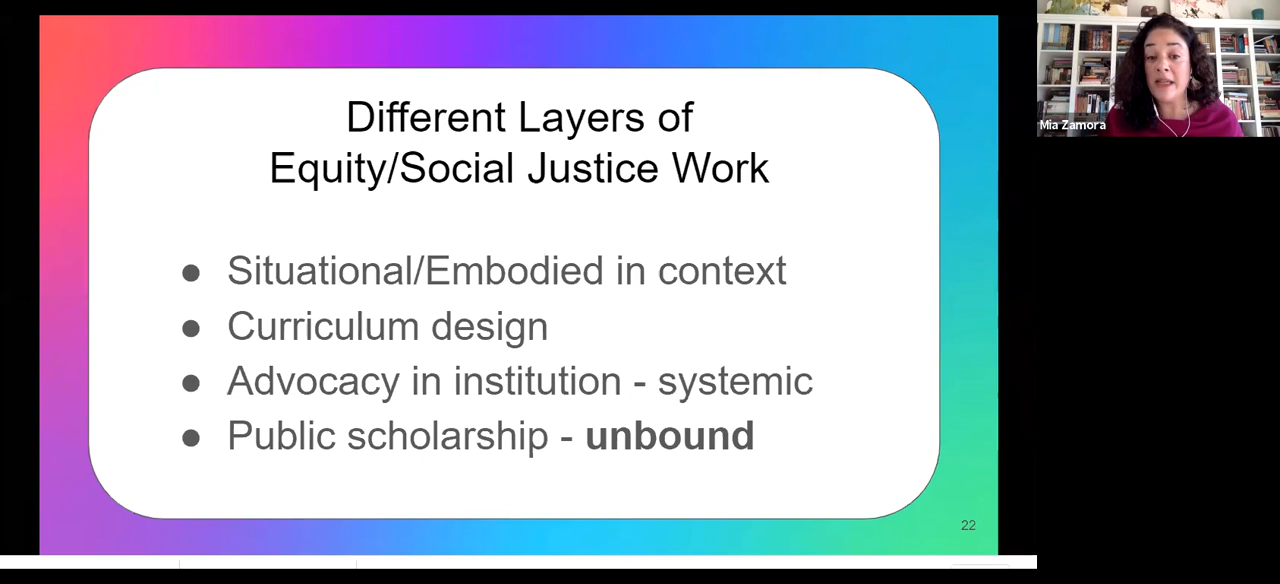 Different Layers of
Equity/Social Justice Work
● Situational/Embodied in context
● Curriculum design
● Advocacy in institution - systemic
● Public scholarship - unbound
22
Mia Zamora